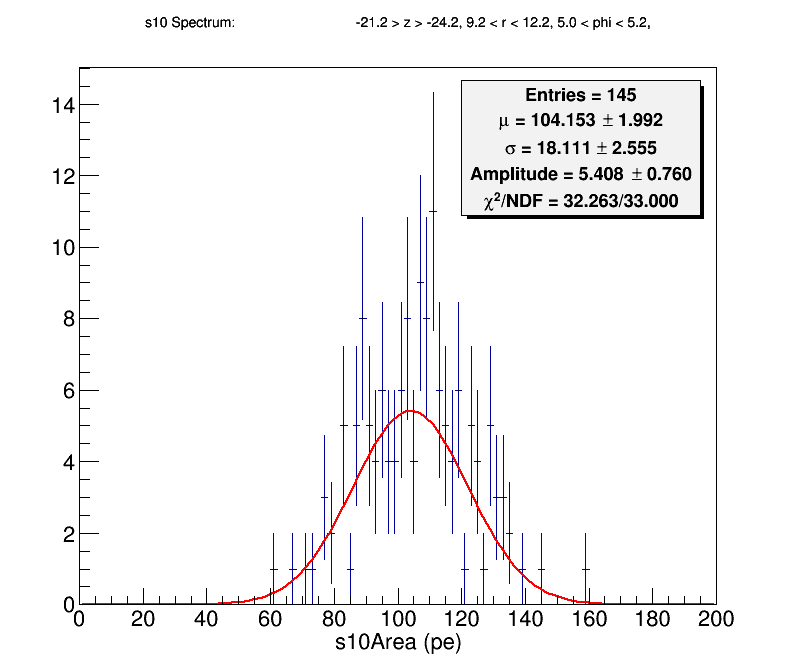 s10 Spectrum: -21.2 > z > -24.2, 9.2 < r < 12.2, 5.0 < phi < 5.2,
Entries = 145
μ = 104.153 ± 1.992
σ = 18.111 ± 2.555
Amplitude = 5.408 ± 0.760
χ²/NDF = 32.263/33.000
14
12
10
8
6
4
2
0
0 20 40 60 80 100 120 140 160 180 200
s10Area (pe)